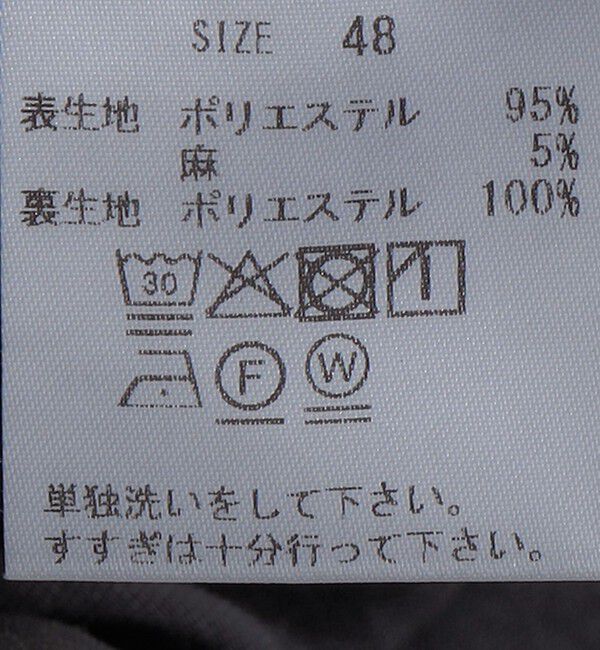 SIZE 48
表生地 ポリエステル 95%
麻 5%
裏生地 ポリエステル 100%
30
F W
単独洗いをして下さい。
すすぎは十分行って下さい。